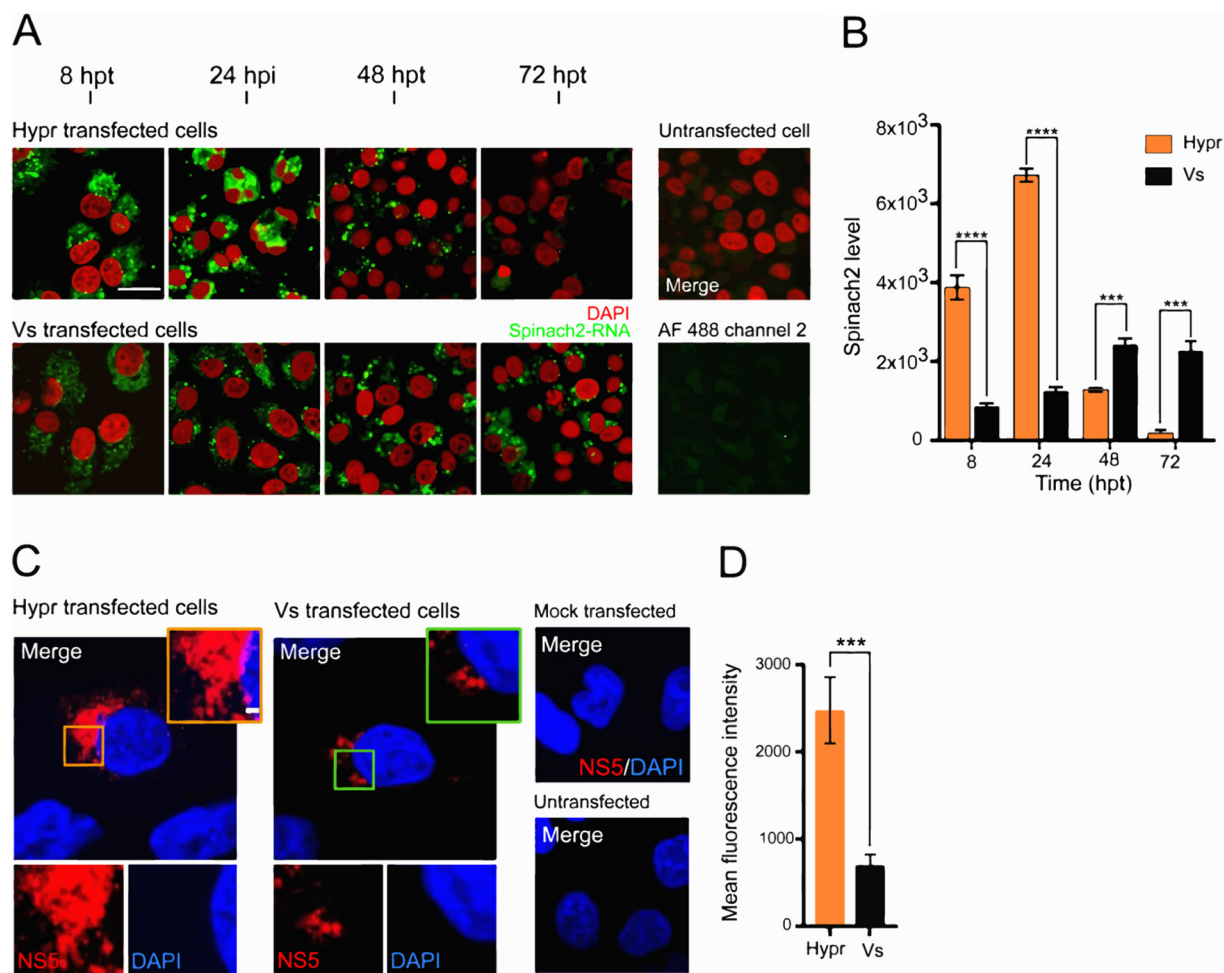 A
8 hpt 24 hpi 48 hpt 72 hpt
Hypr transfected cells
Untransfected cell
Merge
DAPI
Spinach2-RNA
Vs transfected cells
AF 488 channel 2
B
8x10³
6x10³
4x10³
2x10³
0
Spinach2 level
**** **** *** ***
Hypr
Vs
8 24 48 72
Time (hpt)
C
Hypr transfected cells
Merge
NS5
DAPI
Vs transfected cells
Merge
NS5
DAPI
Mock transfected
NS5/DAPI
Untransfected
Merge
D
***
3000
2000
1000
0
Mean fluorescence intensity
Hypr Vs